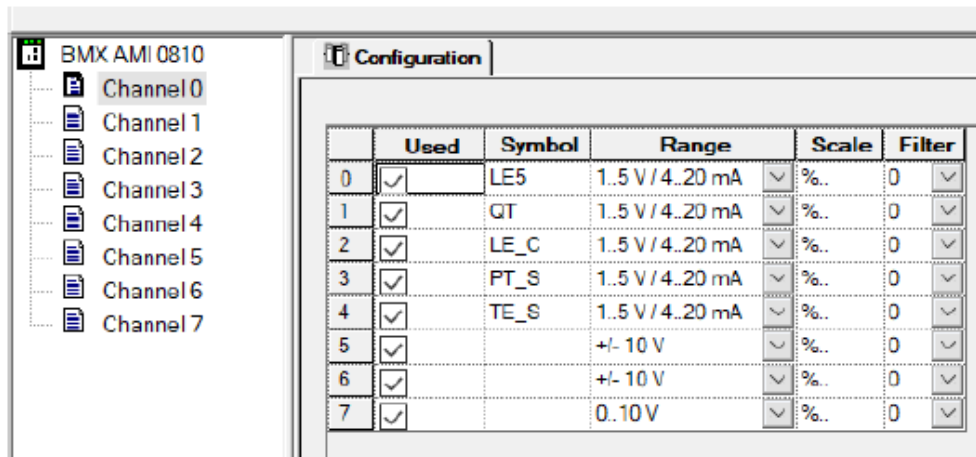 BMX AMI 0810
Channel 0
Channel 1
Channel 2
Channel 3
Channel 4
Channel 5
Channel 6
Channel 7
Configuration
Used Symbol Range Scale Filter
0 LE5 1..5 V / 4..20 mA %.. 0
1 QT 1..5 V / 4..20 mA %.. 0
2 LE_C 1..5 V / 4..20 mA %.. 0
3 PT_S 1..5 V / 4..20 mA %.. 0
4 TE_S 1..5 V / 4..20 mA %.. 0
5 +/- 10 V %.. 0
6 +/- 10 V %.. 0
7 0..10 V %.. 0